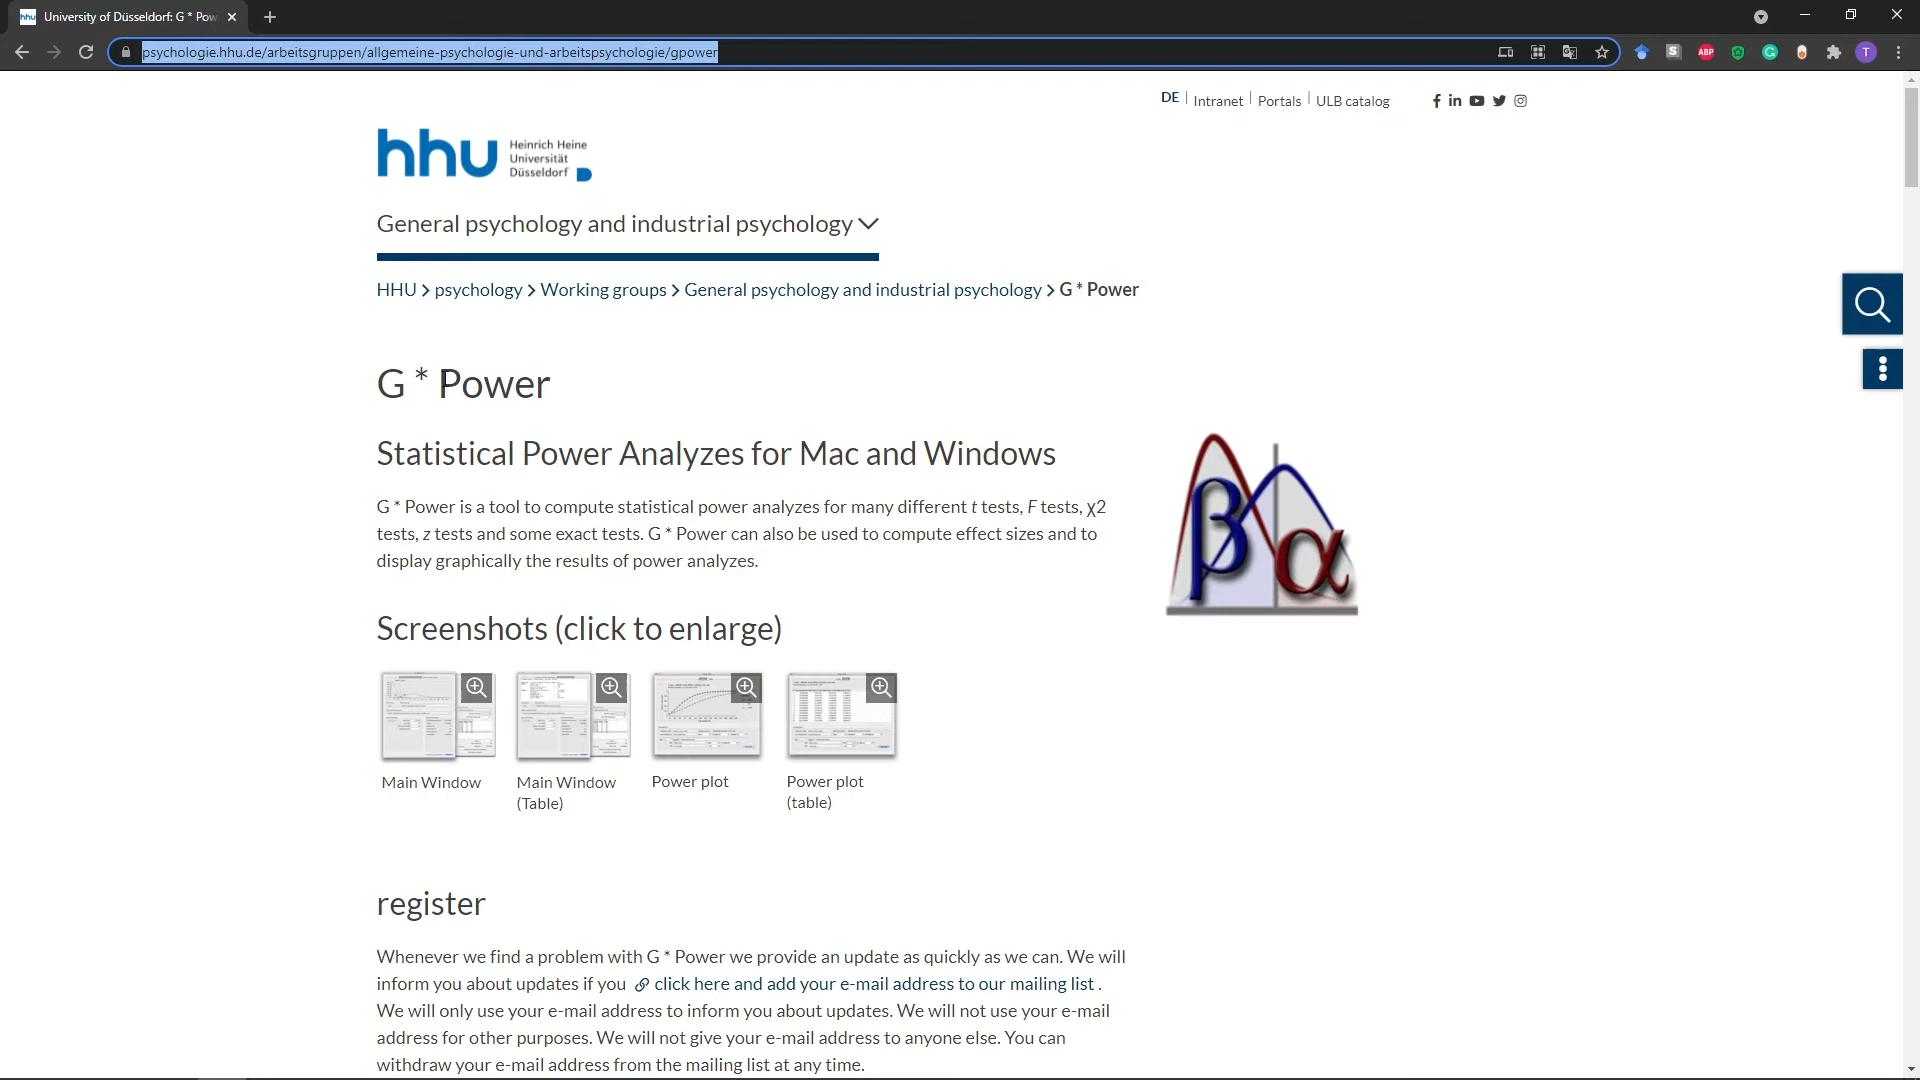 University of Düsseldorf: G * Pow
psychologie.hhu.de/arbeitsgruppen/allgemeine-psychologie-und-arbeitspsychologie/gpower
S
ABP
T
DE
Intranet
Portals
ULB catalog
hhu
Heinrich Heine
Universität
Düsseldorf
General psychology and industrial psychology
HHU > psychology > Working groups > General psychology and industrial psychology > G * Power
G * Power
Statistical Power Analyzes for Mac and Windows
G * Power is a tool to compute statistical power analyzes for many different t tests, F tests, χ2
tests, z tests and some exact tests. G * Power can also be used to compute effect sizes and to
display graphically the results of power analyzes.
β α
Screenshots (click to enlarge)
Main Window
Main Window
(Table)
Power plot
Power plot
(table)
register
Whenever we find a problem with G * Power we provide an update as quickly as we can. We will
inform you about updates if you click here and add your e-mail address to our mailing list .
We will only use your e-mail address to inform you about updates. We will not use your e-mail
address for other purposes. We will not give your e-mail address to anyone else. You can
withdraw your e-mail address from the mailing list at any time.